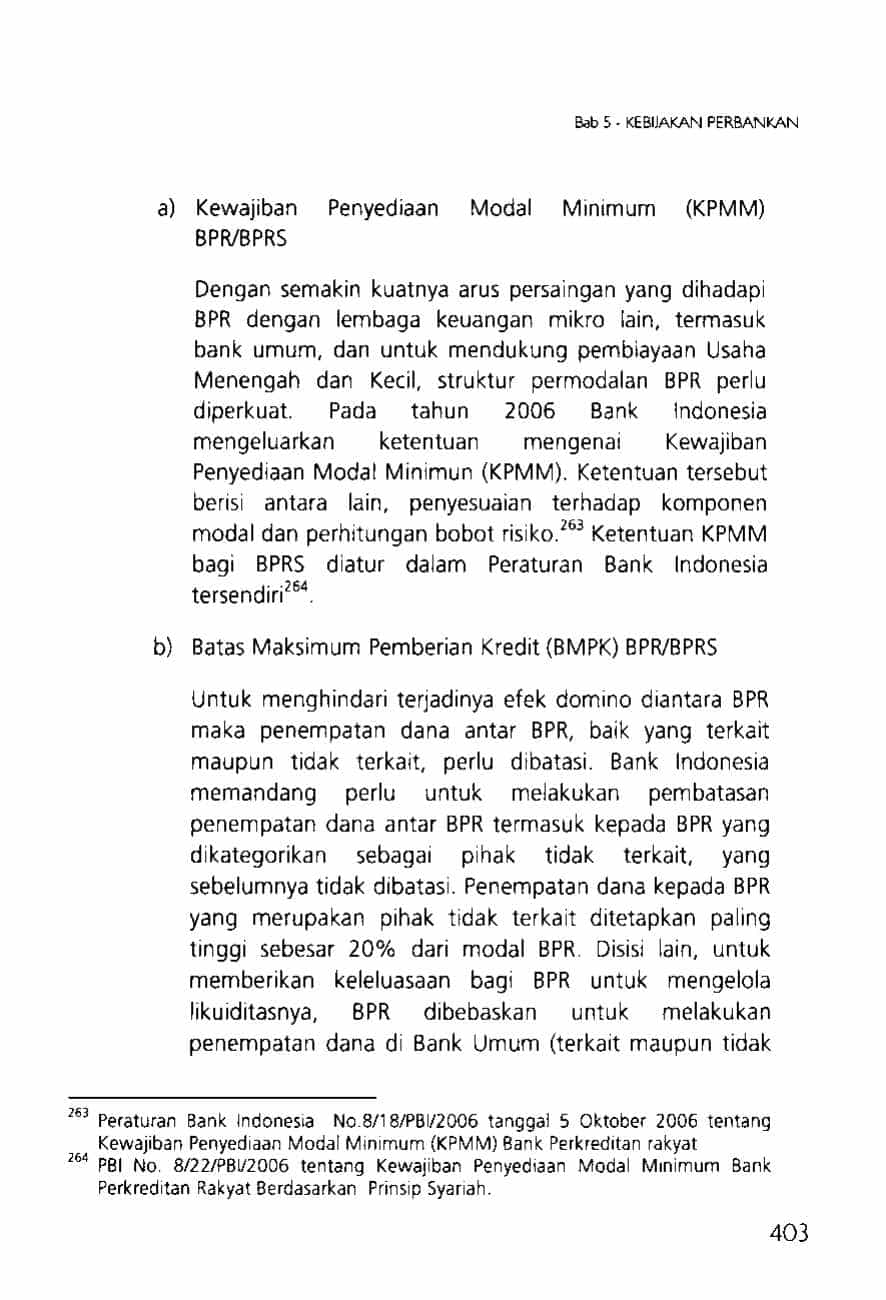 Bab 5 - KEBIJAKAN PERBANKAN
a) Kewajiban Penyediaan Modal Minimum (KPMM)
BPR/BPRS
Dengan semakin kuatnya arus persaingan yang dihadapi
BPR dengan lembaga keuangan mikro lain, termasuk
bank umum, dan untuk mendukung pembiayaan Usaha
Menengah dan Kecil, struktur permodalan BPR perlu
diperkuat. Pada tahun 2006 Bank Indonesia
mengeluarkan ketentuan mengenai Kewajiban
Penyediaan Modal Minimun (KPMM). Ketentuan tersebut
berisi antara lain, penyesuaian terhadap komponen
modal dan perhitungan bobot risiko.263 Ketentuan KPMM
bagi BPRS diatur dalam Peraturan Bank Indonesia
tersendiri264.
b) Batas Maksimum Pemberian Kredit (BMPK) BPR/BPRS
Untuk menghindari terjadinya efek domino diantara BPR
maka penempatan dana antar BPR, baik yang terkait
maupun tidak terkait, perlu dibatasi. Bank Indonesia
memandang perlu untuk melakukan pembatasan
penempatan dana antar BPR termasuk kepada BPR yang
dikategorikan sebagai pihak tidak terkait, yang
sebelumnya tidak dibatasi. Penempatan dana kepada BPR
yang merupakan pihak tidak terkait ditetapkan paling
tinggi sebesar 20% dari modal BPR. Disisi lain, untuk
memberikan keleluasaan bagi BPR untuk mengelola
likuiditasnya, BPR dibebaskan untuk melakukan
penempatan dana di Bank Umum (terkait maupun tidak
263 Peraturan Bank Indonesia No.8/18/PBI/2006 tanggal 5 Oktober 2006 tentang
Kewajiban Penyediaan Modal Minimum (KPMM) Bank Perkreditan rakyat
264 PBI No. 8/22/PBI/2006 tentang Kewajiban Penyediaan Modal Minimum Bank
Perkreditan Rakyat Berdasarkan Prinsip Syariah.
403